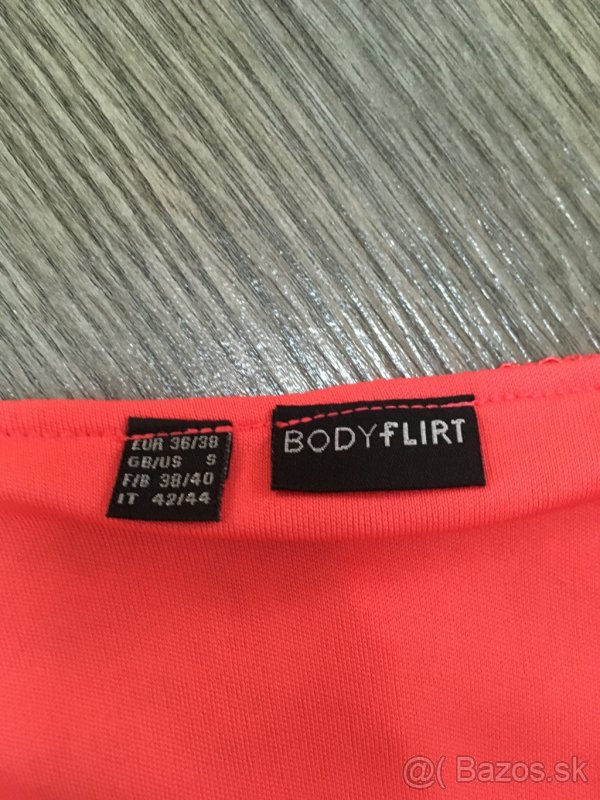 EUR 36/38
GB/US S
F/B 38/40
IT 42/44
BODYFLIRT
@( Bazos.sk